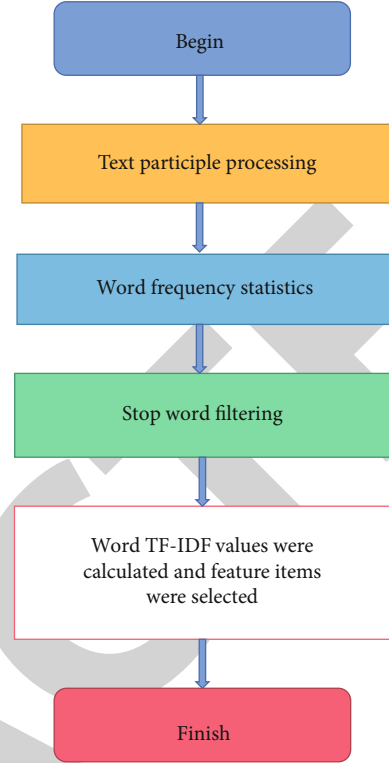 Begin
Text participle processing
Word frequency statistics
Stop word filtering
Word TF-IDF values were
calculated and feature items
were selected
Finish